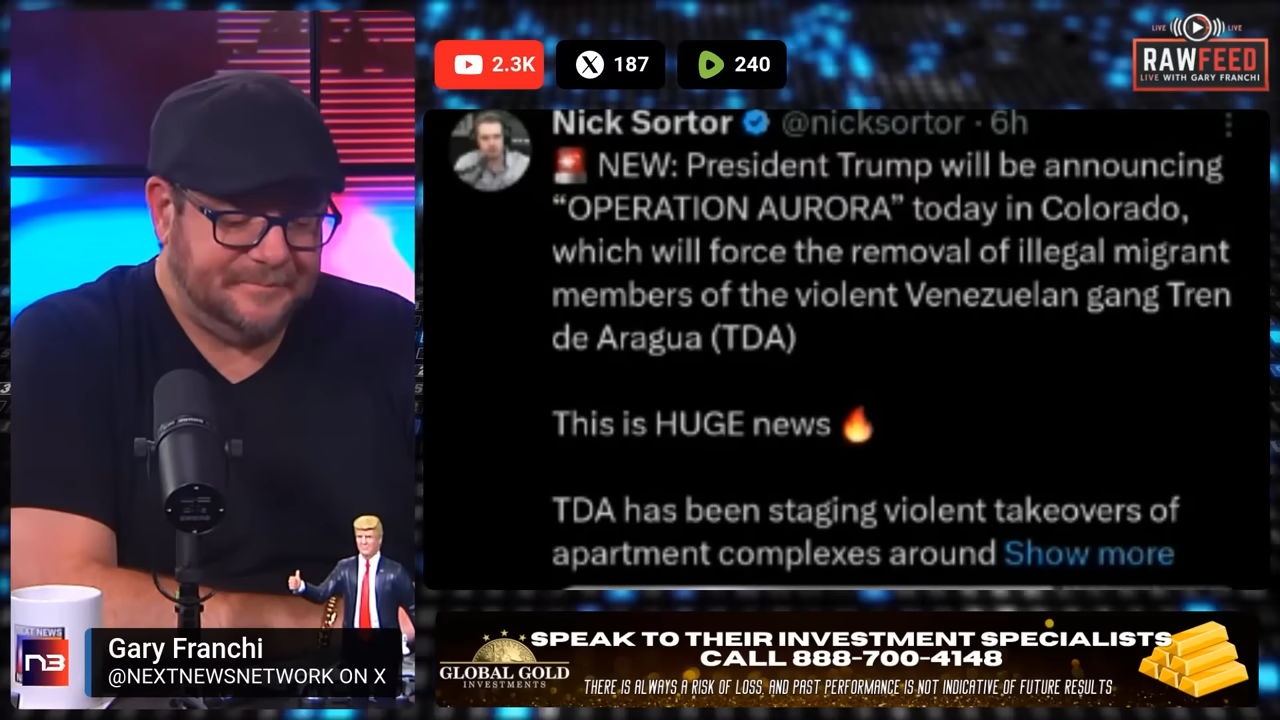 2.3K
187
240
LIVE LIVE
RAWFEED
LIVE WITH GARY FRANCHI
Nick Sortor @nicksortor · 6h
NEW: President Trump will be announcing
“OPERATION AURORA” today in Colorado,
which will force the removal of illegal migrant
members of the violent Venezuelan gang Tren
de Aragua (TDA)
This is HUGE news
TDA has been staging violent takeovers of
apartment complexes around Show more
NEXT NEWS
Gary Franchi
@NEXTNEWSNETWORK ON X
GLOBAL GOLD
INVESTMENTS
SPEAK TO THEIR INVESTMENT SPECIALISTS
CALL 888-700-4148
THERE IS ALWAYS A RISK OF LOSS, AND PAST PERFORMANCE IS NOT INDICATIVE OF FUTURE RESULTS